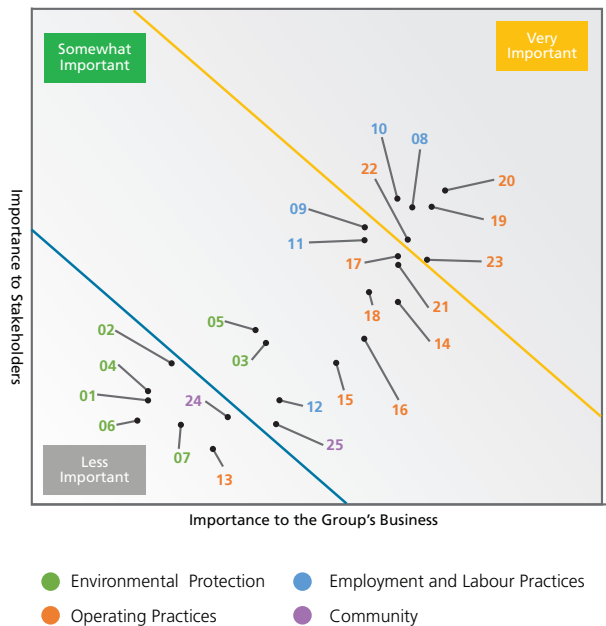 Somewhat
Important
Very
Important
10
08
22
20
09
19
11
17
23
21
18
14
05
02
03
04
01
24
12
15
16
06
07
25
13
Less
Important
Importance to Stakeholders
Importance to the Group's Business
Environmental Protection
Employment and Labour Practices
Operating Practices
Community